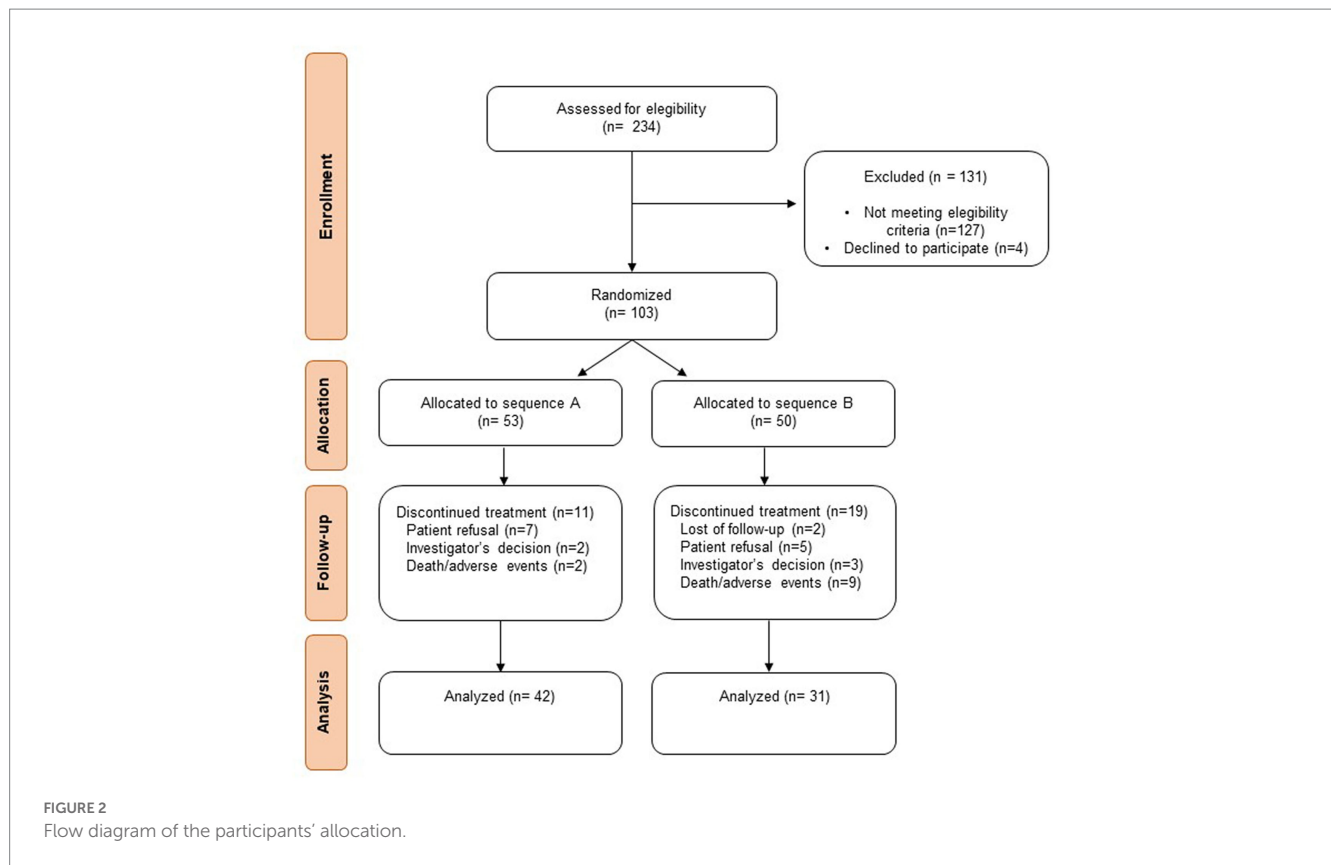 Enrollment
Assessed for elegibility
(n= 234)
Excluded (n = 131)
• Not meeting elegibility
criteria (n=127)
• Declined to participate (n=4)
Randomized
(n= 103)
Allocation
Allocated to sequence A
(n= 53)
Allocated to sequence B
(n= 50)
Follow-up
Discontinued treatment (n=11)
Patient refusal (n=7)
Investigator's decision (n=2)
Death/adverse events (n=2)
Discontinued treatment (n=19)
Lost of follow-up (n=2)
Patient refusal (n=5)
Investigator's decision (n=3)
Death/adverse events (n=9)
Analysis
Analyzed (n= 42)
Analyzed (n= 31)
FIGURE 2
Flow diagram of the participants' allocation.